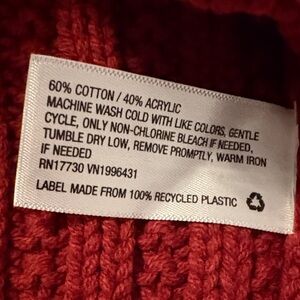 60% COTTON / 40% ACRYLIC
MACHINE WASH COLD WITH LIKE COLORS, GENTLE
CYCLE, ONLY NON-CHLORINE BLEACH IF NEEDED,
TUMBLE DRY LOW, REMOVE PROMPTLY, WARM IRON
IF NEEDED
RN17730 VN1996431
LABEL MADE FROM 100% RECYCLED PLASTIC